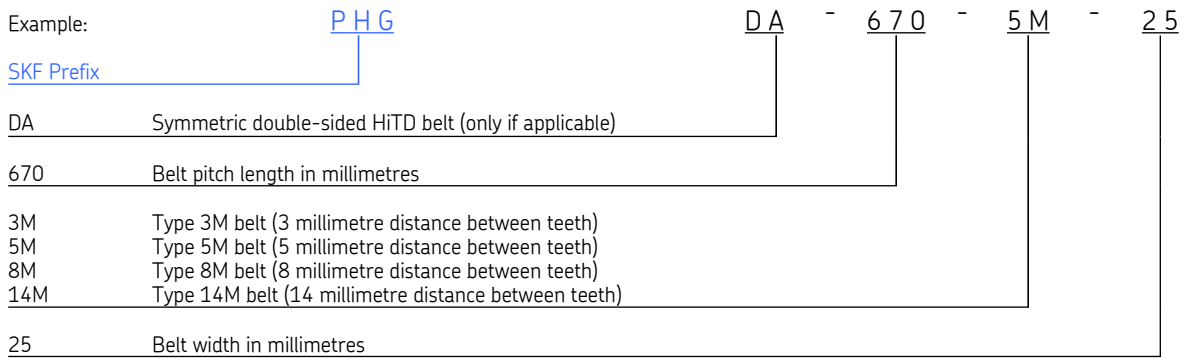 Example: PHG DA - 670 - 5M - 25
SKF Prefix
DA Symmetric double-sided HiTD belt (only if applicable)
670 Belt pitch length in millimetres
3M Type 3M belt (3 millimetre distance between teeth)
5M Type 5M belt (5 millimetre distance between teeth)
8M Type 8M belt (8 millimetre distance between teeth)
14M Type 14M belt (14 millimetre distance between teeth)
25 Belt width in millimetres